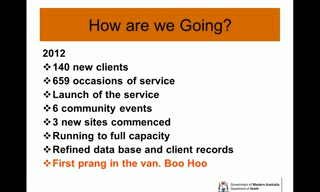 How are we Going?
2012
❖140 new clients
❖659 occasions of service
❖Launch of the service
❖6 community events
❖3 new sites commenced
❖Running to full capacity
❖Refined data base and client records
❖First prang in the van. Boo Hoo
Government of Western Australia
Department of Health